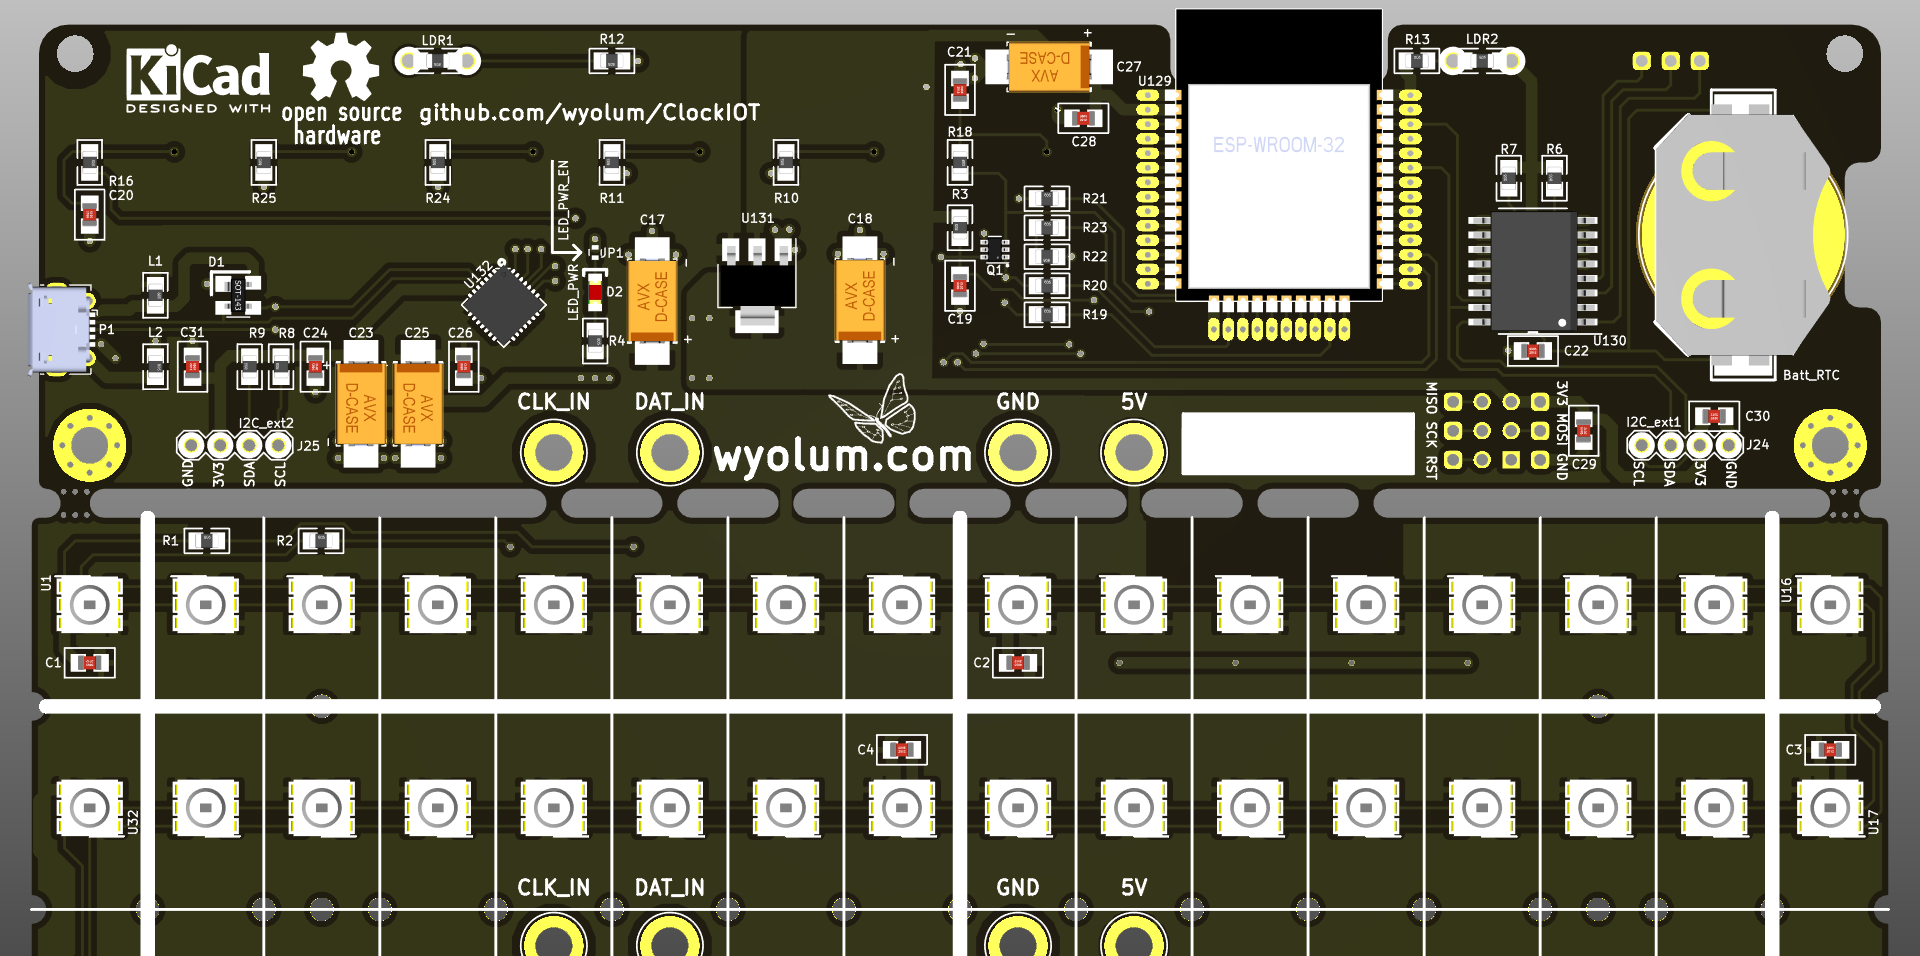 KiCad
DESIGNED WITH
open source
hardware
github.com/wyolum/ClockIOT
LDR1
R12
C21
AVX
D-CASE
C27
C28
U129
ESP-WROOM-32
R13
LDR2
R16
C20
R25
R24
R11
R10
R18
R3
R7
R6
LED_PWR_EN
JP1
LED_PWR
D2
R4
C17
AVX
D-CASE
U131
C18
AVX
D-CASE
R21
R23
R22
R20
R19
Q1
C19
P1
L1
D1
SOT-143
L2
C31
R9
R8
C24
C23
AVX
D-CASE
C25
AVX
D-CASE
C26
U132
U130
C22
Batt_RTC
CLK_IN
DAT_IN
GND
5V
wyolum.com
I2C_ext2
J25
GND
3V3
SDA
SCL
MISO SCK RST
3V3 MOSI GND
C29
C30
I2C_ext1
J24
SCL
SDA
3V3
GND
R1
R2
U1
U16
C1
C2
C4
C3
U32
U17
CLK_IN
DAT_IN
GND
5V